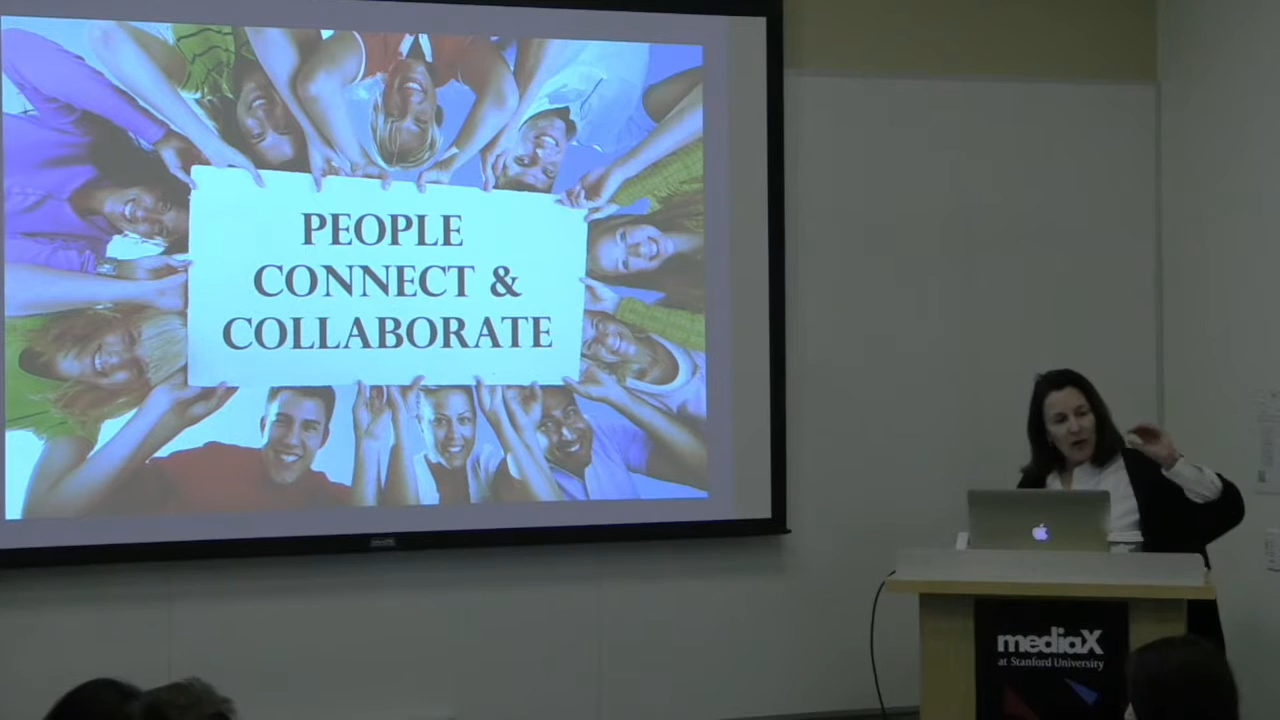 PEOPLE
CONNECT &
COLLABORATE
mediaX
at Stanford University